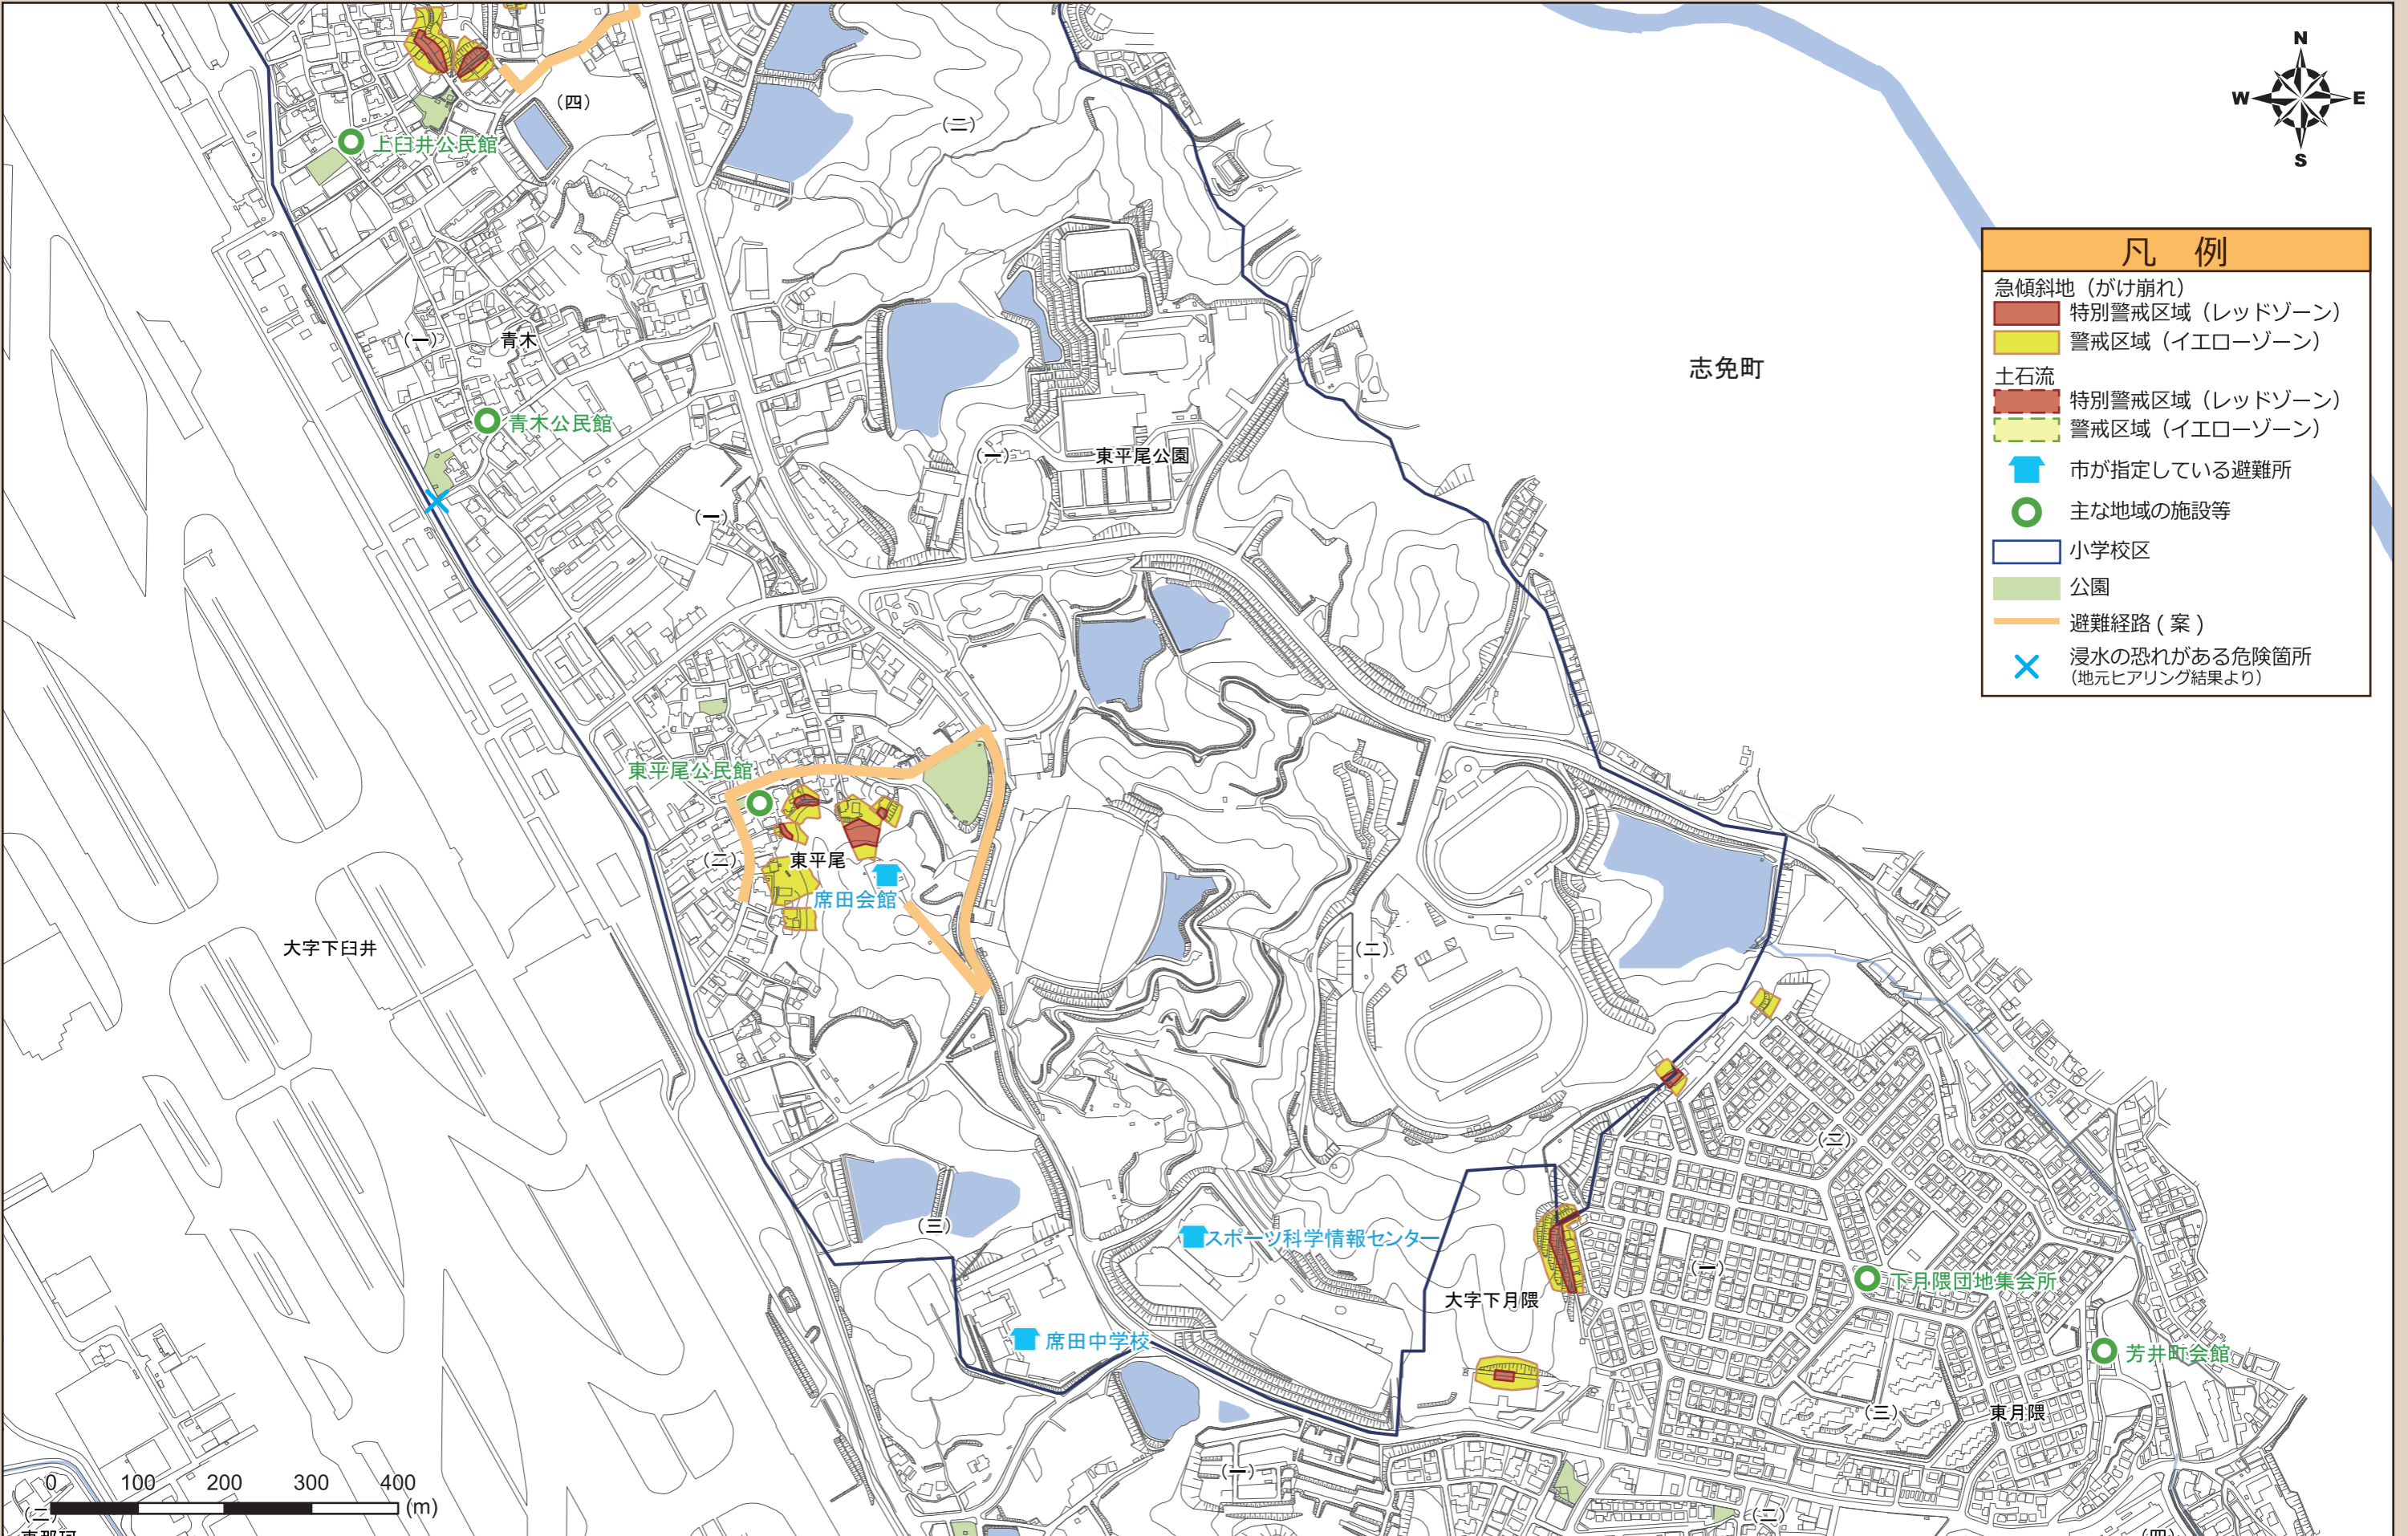 (四)
(二)
上臼井公民館
N
W
E
S
凡 例
急傾斜地（がけ崩れ）
特別警戒区域（レッドゾーン）
警戒区域（イエローゾーン）
土石流
特別警戒区域（レッドゾーン）
警戒区域（イエローゾーン）
市が指定している避難所
主な地域の施設等
小学校区
公園
避難経路（案）
浸水の恐れがある危険箇所
（地元ヒアリング結果より）
(一)
青木
志免町
青木公民館
(一)
東平尾公園
(一)
東平尾公民館
(二)
東平尾
席田会館
大字下臼井
(二)
(二)
(三)
スポーツ科学情報センター
(一)
下月隈団地集会所
大字下月隈
席田中学校
芳井町会館
(三)
東月隈
(一)
0 100 200 300 400
(m)
(二)
(二)